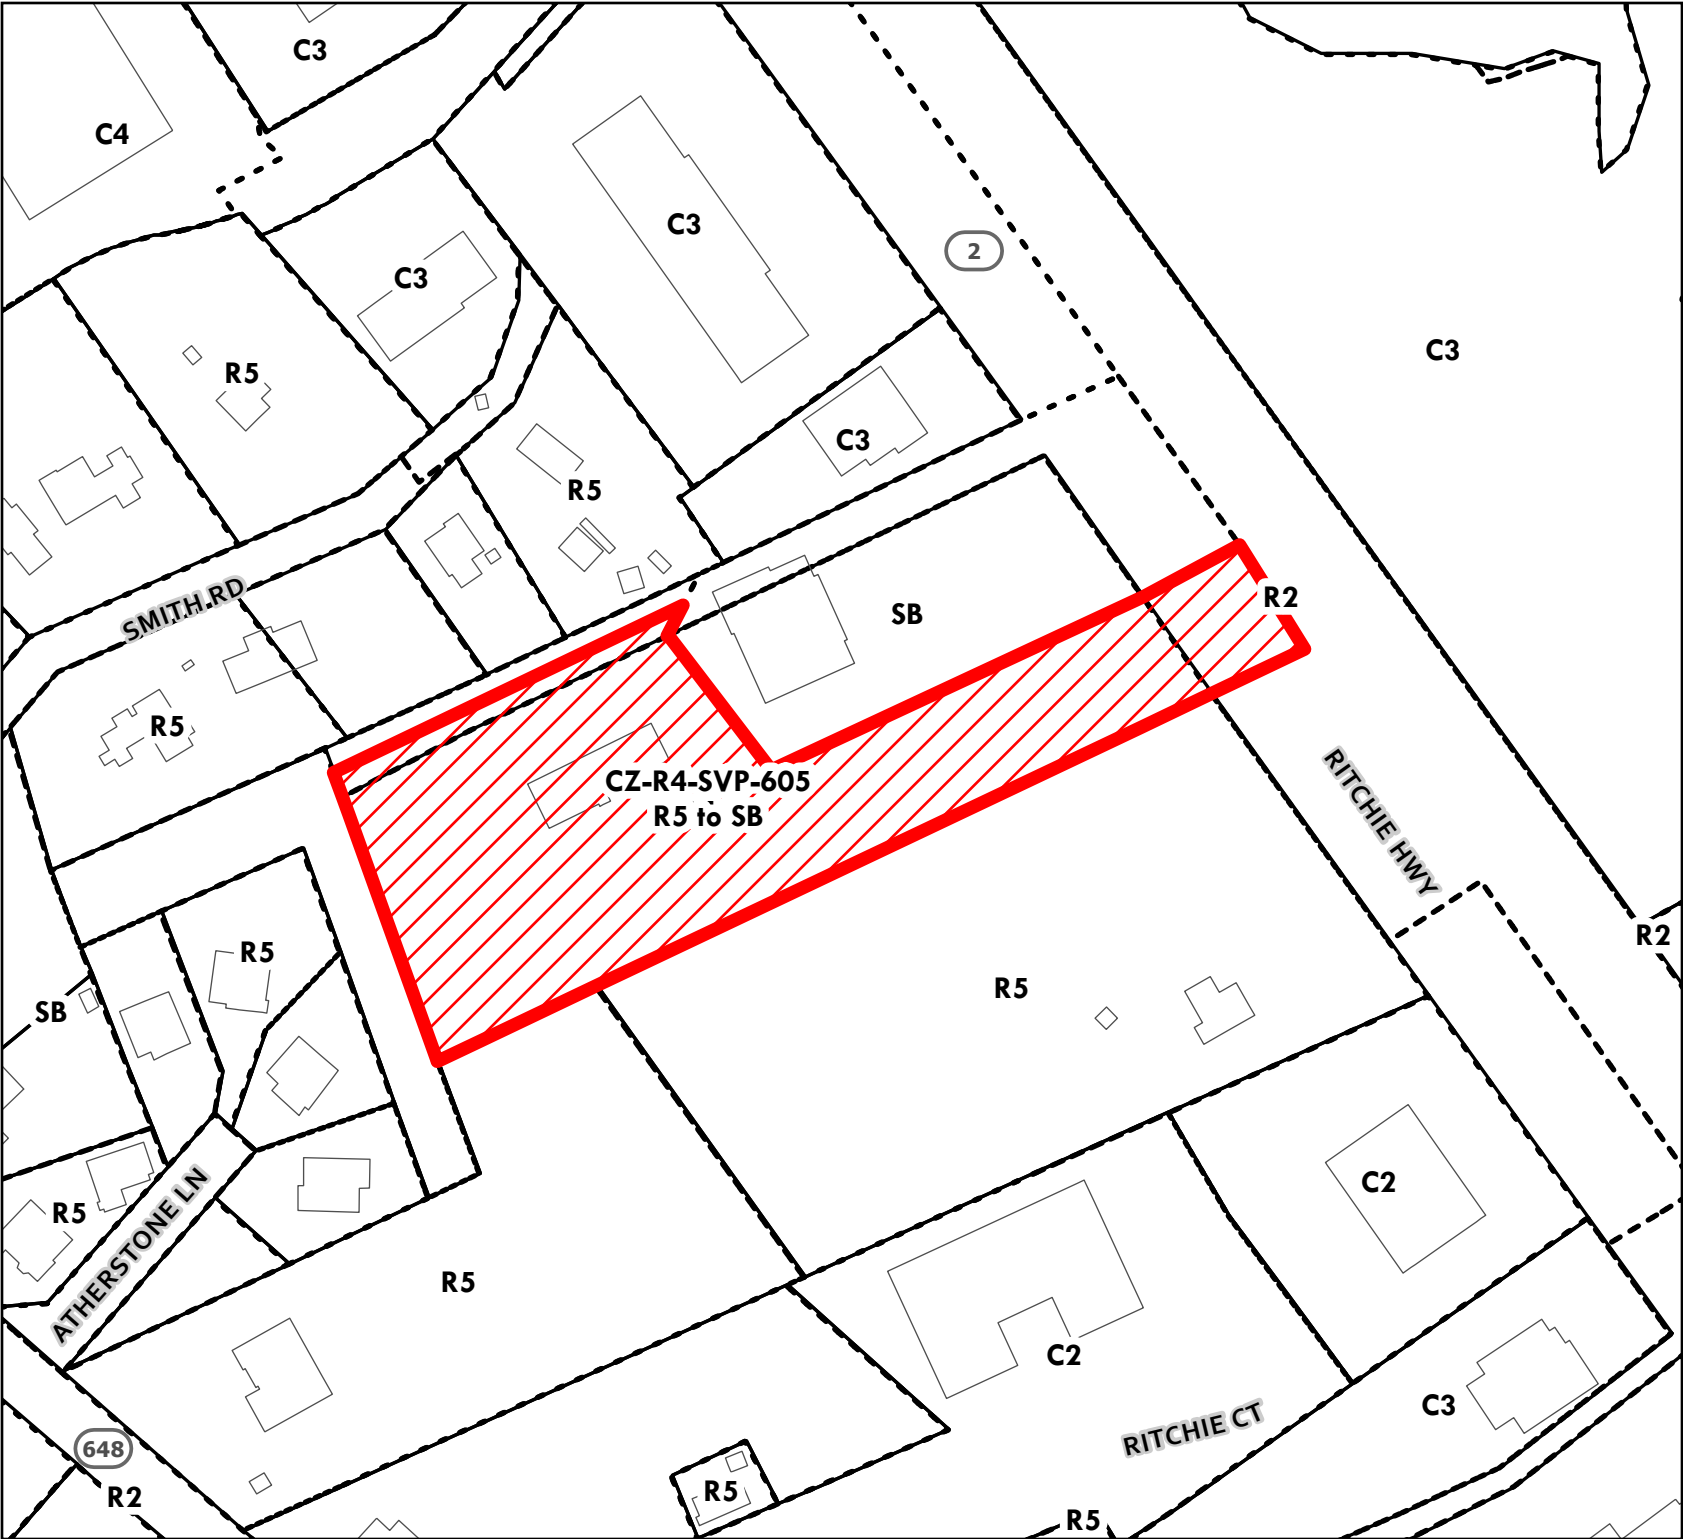 C3
C4
C3
C3
2
C3
R5
C3
R5
SMITH RD
R2
SB
R5
CZ-R4-SVP-605
R5 to SB
RITCHIE HWY
R2
R5
R5
SB
C2
R5
ATHERSTONE LN
R5
C2
C3
RITCHIE CT
648
R5
R2
R5